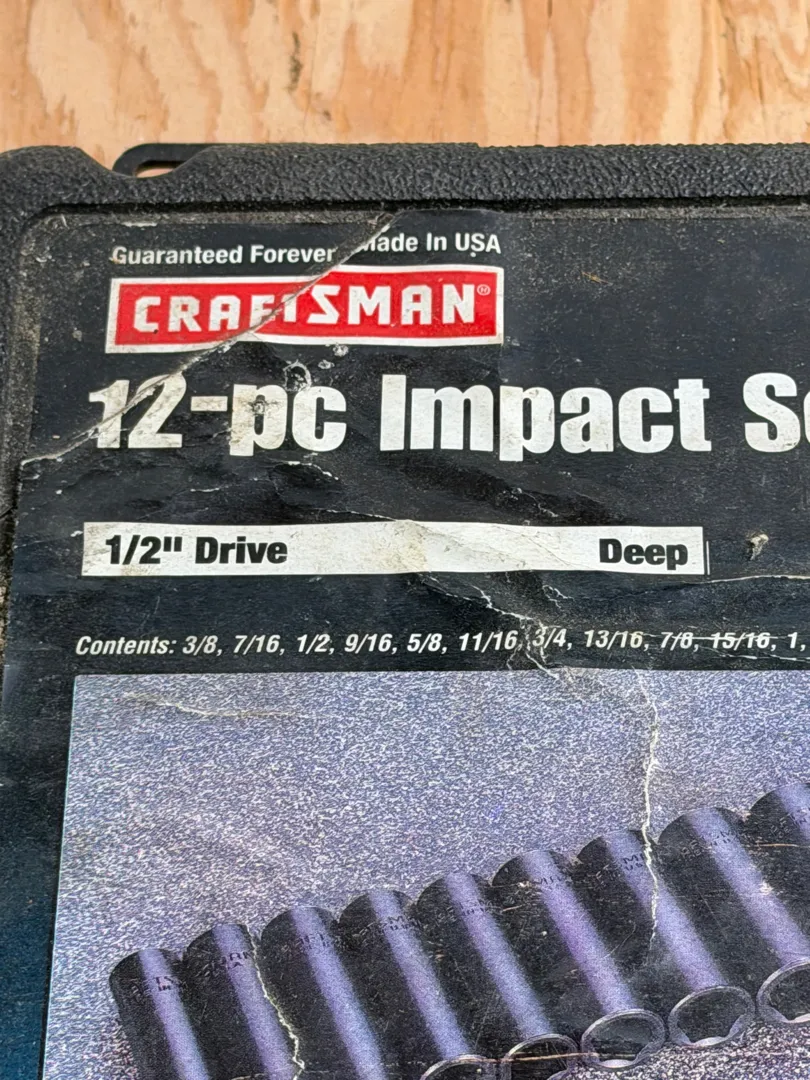 Guaranteed Forever Made In USA
CRAFTSMAN®
12-pc Impact
1/2" Drive Deep
Contents: 3/8, 7/16, 1/2, 9/16, 5/8, 11/16, 3/4, 13/16, 7/8, 15/16, 1,